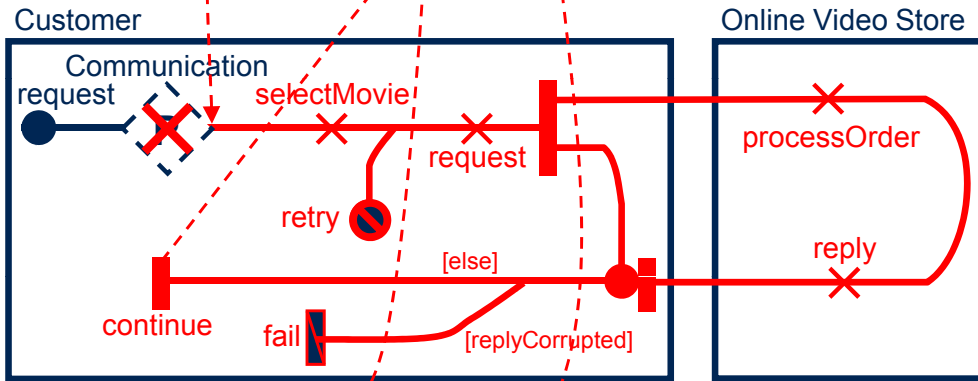 Customer
Online Video Store
Communication
request
selectMovie
request
processOrder
retry
[else]
reply
continue
fail
[replyCorrupted]